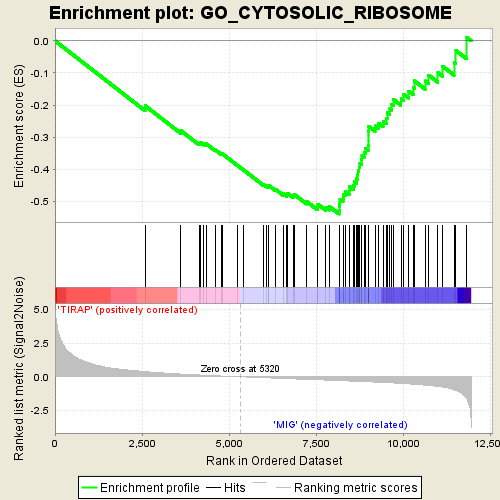 Enrichment plot: GO_CYTOSOLIC_RIBOSOME
Enrichment score (ES)
0.0
-0.1
-0.2
-0.3
-0.4
-0.5
'TIRAP' (positively correlated)
Ranked list metric (Signal2Noise)
5.0
2.5
0.0
-2.5
Zero cross at 5320
'MIG' (negatively correlated)
0 2,500 5,000 7,500 10,000 12,500
Rank in Ordered Dataset
Enrichment profile Hits Ranking metric scores